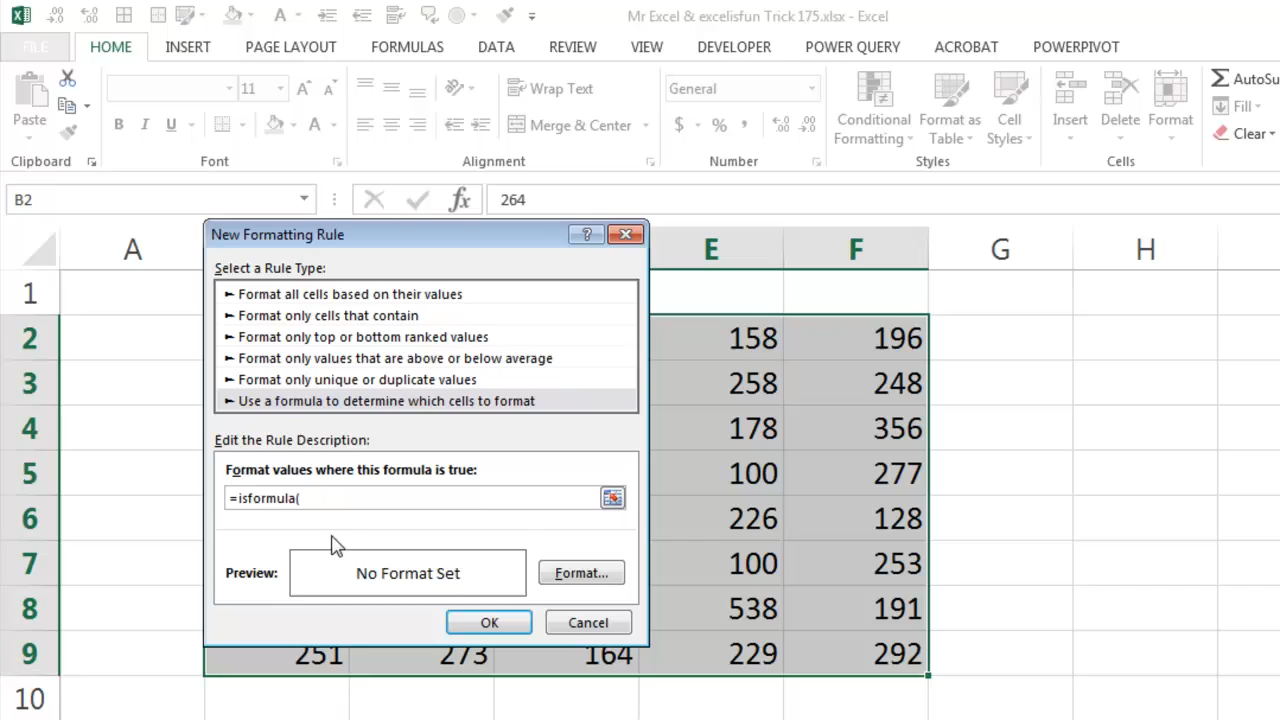 Mr Excel & excelisfun Trick 175.xlsx - Excel
FILE HOME INSERT PAGE LAYOUT FORMULAS DATA REVIEW VIEW DEVELOPER POWER QUERY ACROBAT POWERPIVOT
11 Wrap Text General AutoSu
Paste Conditional Format as Cell Insert Delete Format Fill
B I U A Merge & Center $ % Formatting Table Styles Clear
Clipboard Font Alignment Number Styles Cells
B2 fx 264
New Formatting Rule
A E F G H
Select a Rule Type:
1 Format all cells based on their values
Format only cells that contain
2 Format only top or bottom ranked values 158 196
Format only values that are above or below average
3 Format only unique or duplicate values 258 248
Use a formula to determine which cells to format
4 178 356
Edit the Rule Description:
5 Format values where this formula is true: 100 277
=isformula(
6 226 128
7 Preview: No Format Set Format... 100 253
8 OK Cancel 538 191
9 251 273 164 229 292
10